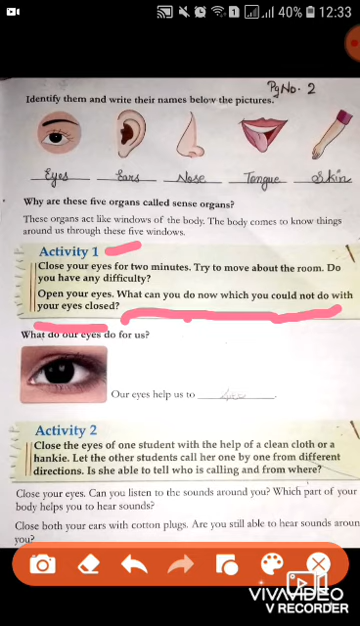 40% 12:33
Pg No. 2
Identify them and write their names below the pictures.
Eyes Ears Nose Tongue Skin
Why are these five organs called sense organs?
These organs act like windows of the body. The body comes to know things
around us through these five windows.
Activity 1
Close your eyes for two minutes. Try to move about the room. Do
you have any difficulty?
Open your eyes. What can you do now which you could not do with
your eyes closed?
What do our eyes do for us?
Our eyes help us to .
Activity 2
Close the eyes of one student with the help of a clean cloth or a
hankie. Let the other students call her one by one from different
directions. Is she able to tell who is calling and from where?
Close your eyes. Can you listen to the sounds around you? Which part of your
body helps you to hear sounds?
Close both your ears with cotton plugs. Are you still able to hear sounds aroun
you?
VIVAVIDEO
V RECORDER